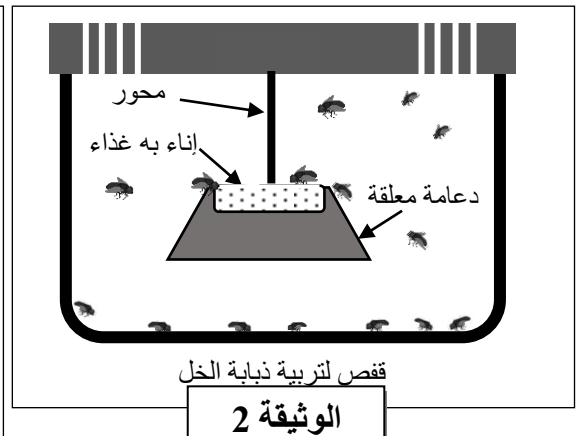 محور
إناء به غذاء
دعامة معلقة
قفص لتربية ذبابة الخل
الوثيقة 2